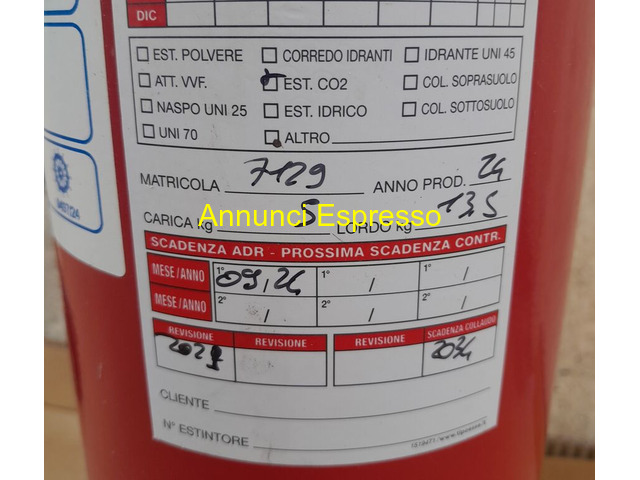 DIC
EST. POLVERE CORREDO IDRANTI IDRANTE UNI 45
ATT. VVF. EST. CO2 COL. SOPRASUOLO
NASPO UNI 25 EST. IDRICO COL. SOTTOSUOLO
UNI 70 ALTRO
MATRICOLA 7129 ANNO PROD. 24
CARICA kg 5 LORDO kg 13,5
Annunci Espresso
SCADENZA ADR - PROSSIMA SCADENZA CONTR.
MESE/ANNO 1° 09/24 1° / 1° /
MESE/ANNO 2° / 2° / 2° /
REVISIONE REVISIONE REVISIONE SCADENZA COLLAUDO
2029 2034
CLIENTE
N° ESTINTORE